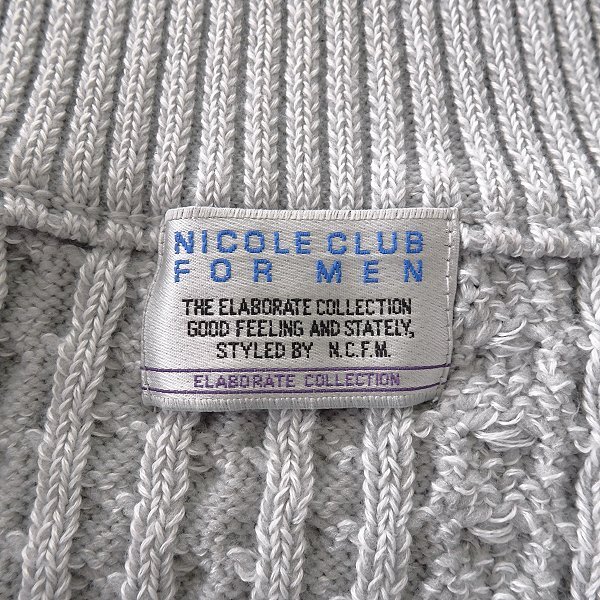 NICOLE CLUB
FOR MEN
THE ELABORATE COLLECTION
GOOD FEELING AND STATELY,
STYLED BY N.C.F.M.
ELABORATE COLLECTION